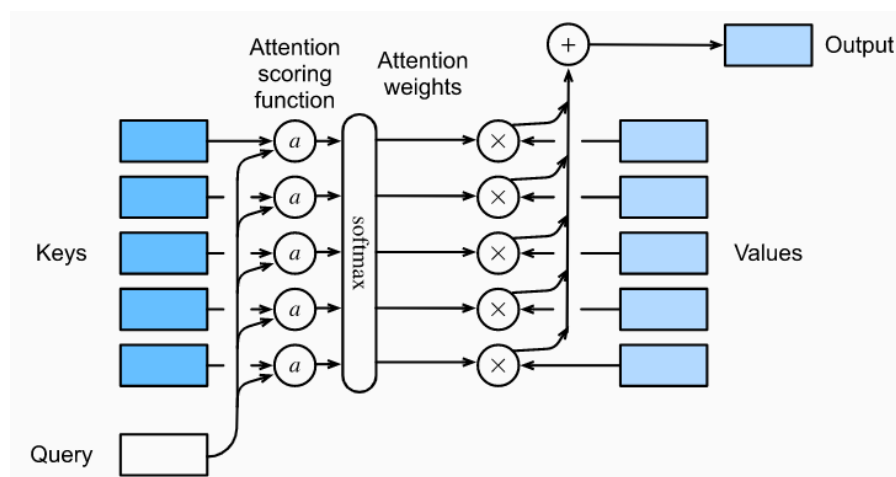 Attention
scoring
function
Attention
weights
+
Output
a
×
a
×
Keys
a
softmax
×
Values
a
×
a
×
Query